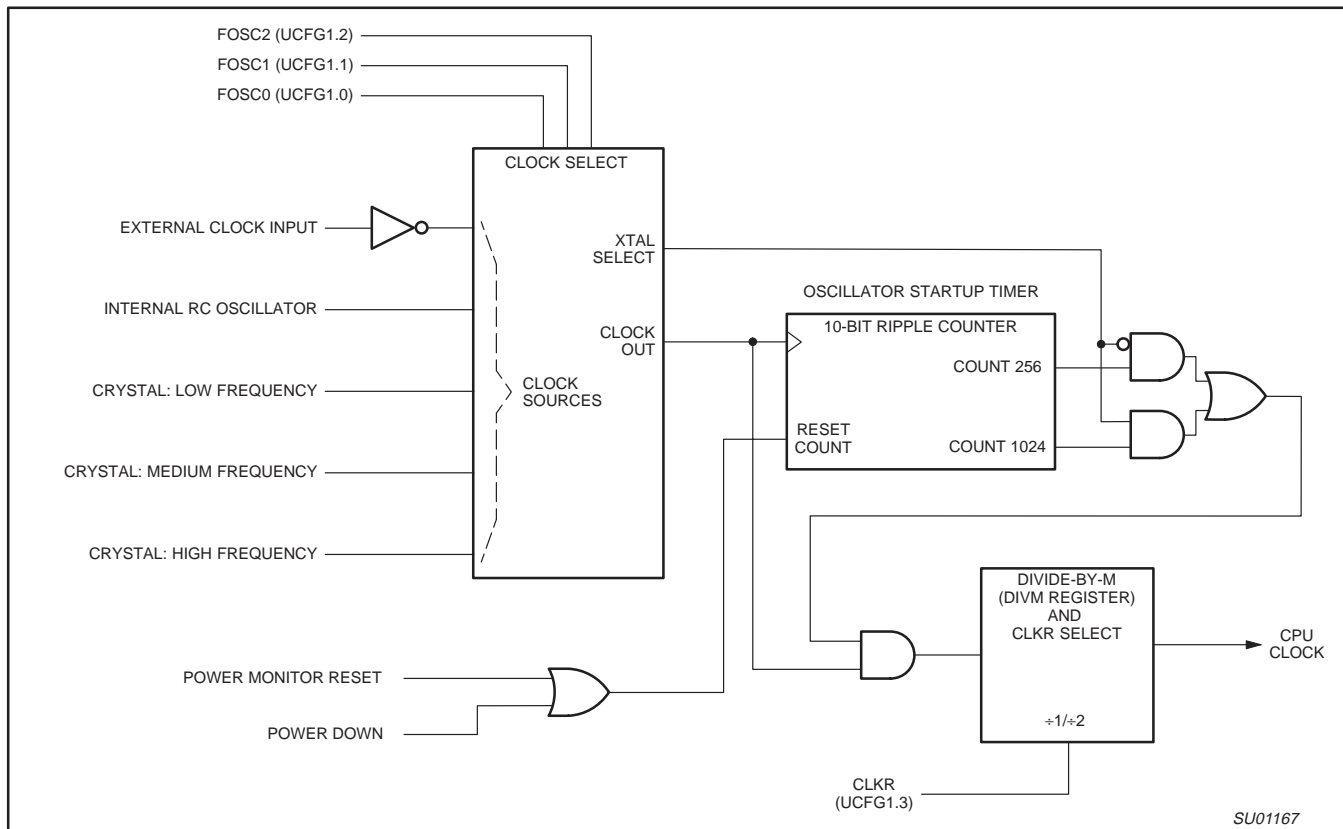 FOSC2 (UCFG1.2)
FOSC1 (UCFG1.1)
FOSC0 (UCFG1.0)
CLOCK SELECT
EXTERNAL CLOCK INPUT
XTAL
SELECT
INTERNAL RC OSCILLATOR
OSCILLATOR STARTUP TIMER
10-BIT RIPPLE COUNTER
CLOCK
OUT
COUNT 256
CRYSTAL: LOW FREQUENCY
CLOCK
SOURCES
RESET
COUNT
COUNT 1024
CRYSTAL: MEDIUM FREQUENCY
CRYSTAL: HIGH FREQUENCY
DIVIDE-BY-M
(DIVM REGISTER)
AND
CLKR SELECT
CPU
CLOCK
POWER MONITOR RESET
POWER DOWN
÷1/÷2
CLKR
(UCFG1.3)
SU01167